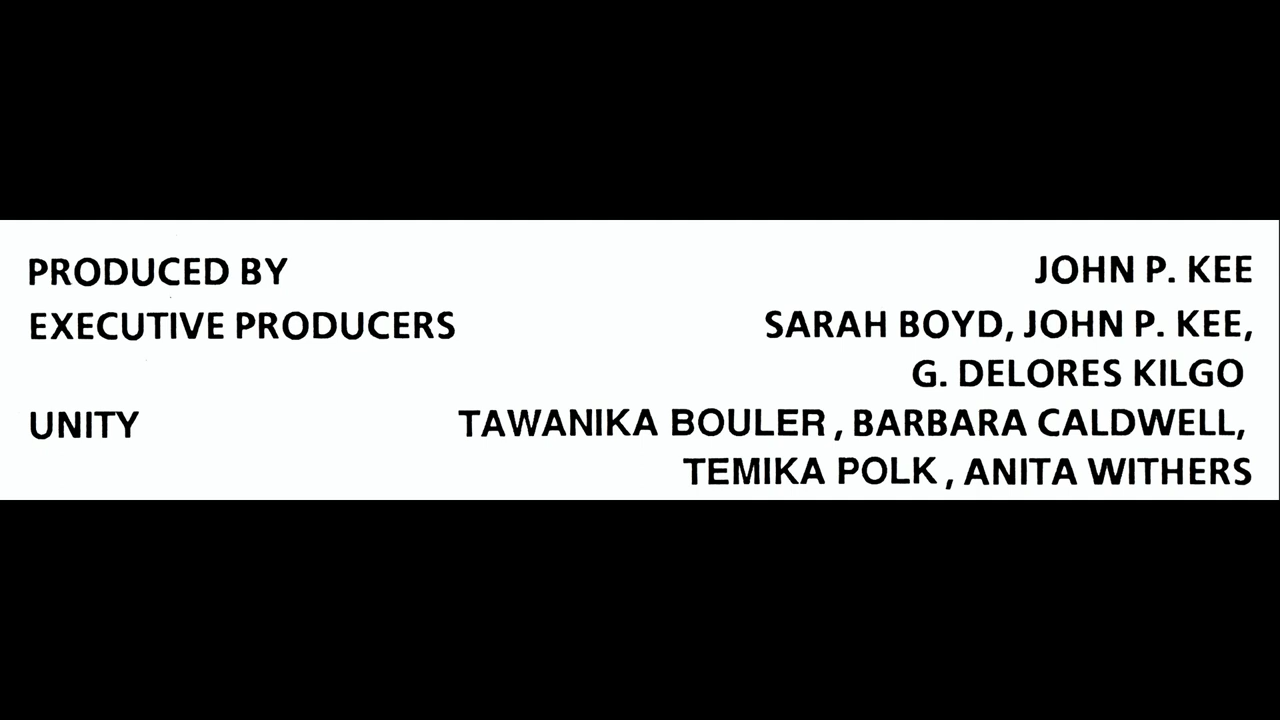 PRODUCED BY JOHN P. KEE
EXECUTIVE PRODUCERS SARAH BOYD, JOHN P. KEE,
G. DELORES KILGO
UNITY TAWANIKA BOULER, BARBARA CALDWELL,
TEMIKA POLK, ANITA WITHERS